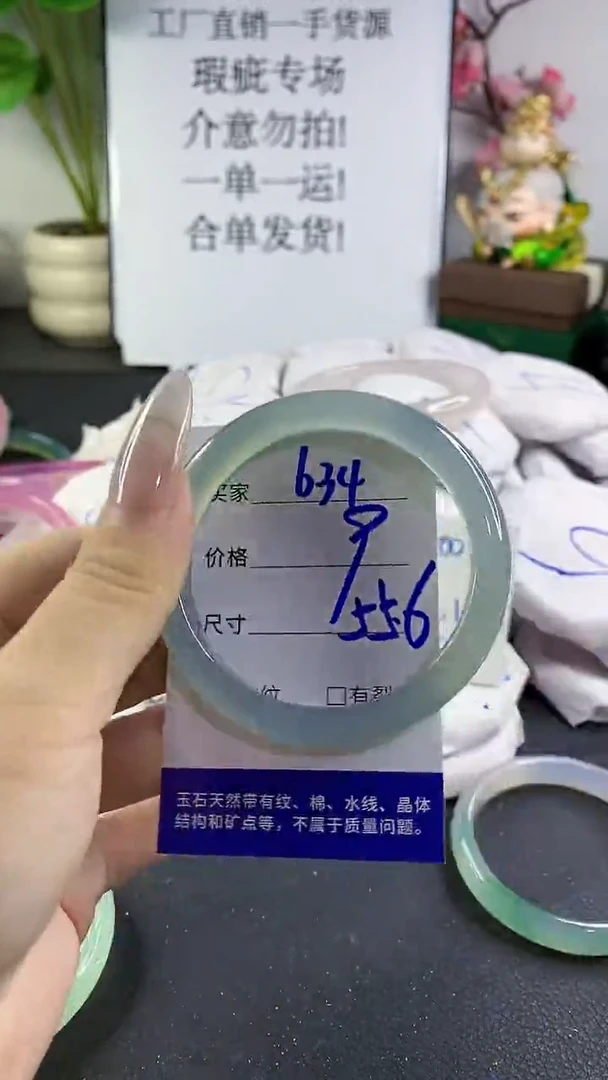 工厂直销一手货源
瑕疵专场
介意勿拍!
一单一运!
合单发货!
买家 634
价格
尺寸 556
纹 □有裂
玉石天然带有纹、棉、水线、晶体
结构和矿点等，不属于质量问题。